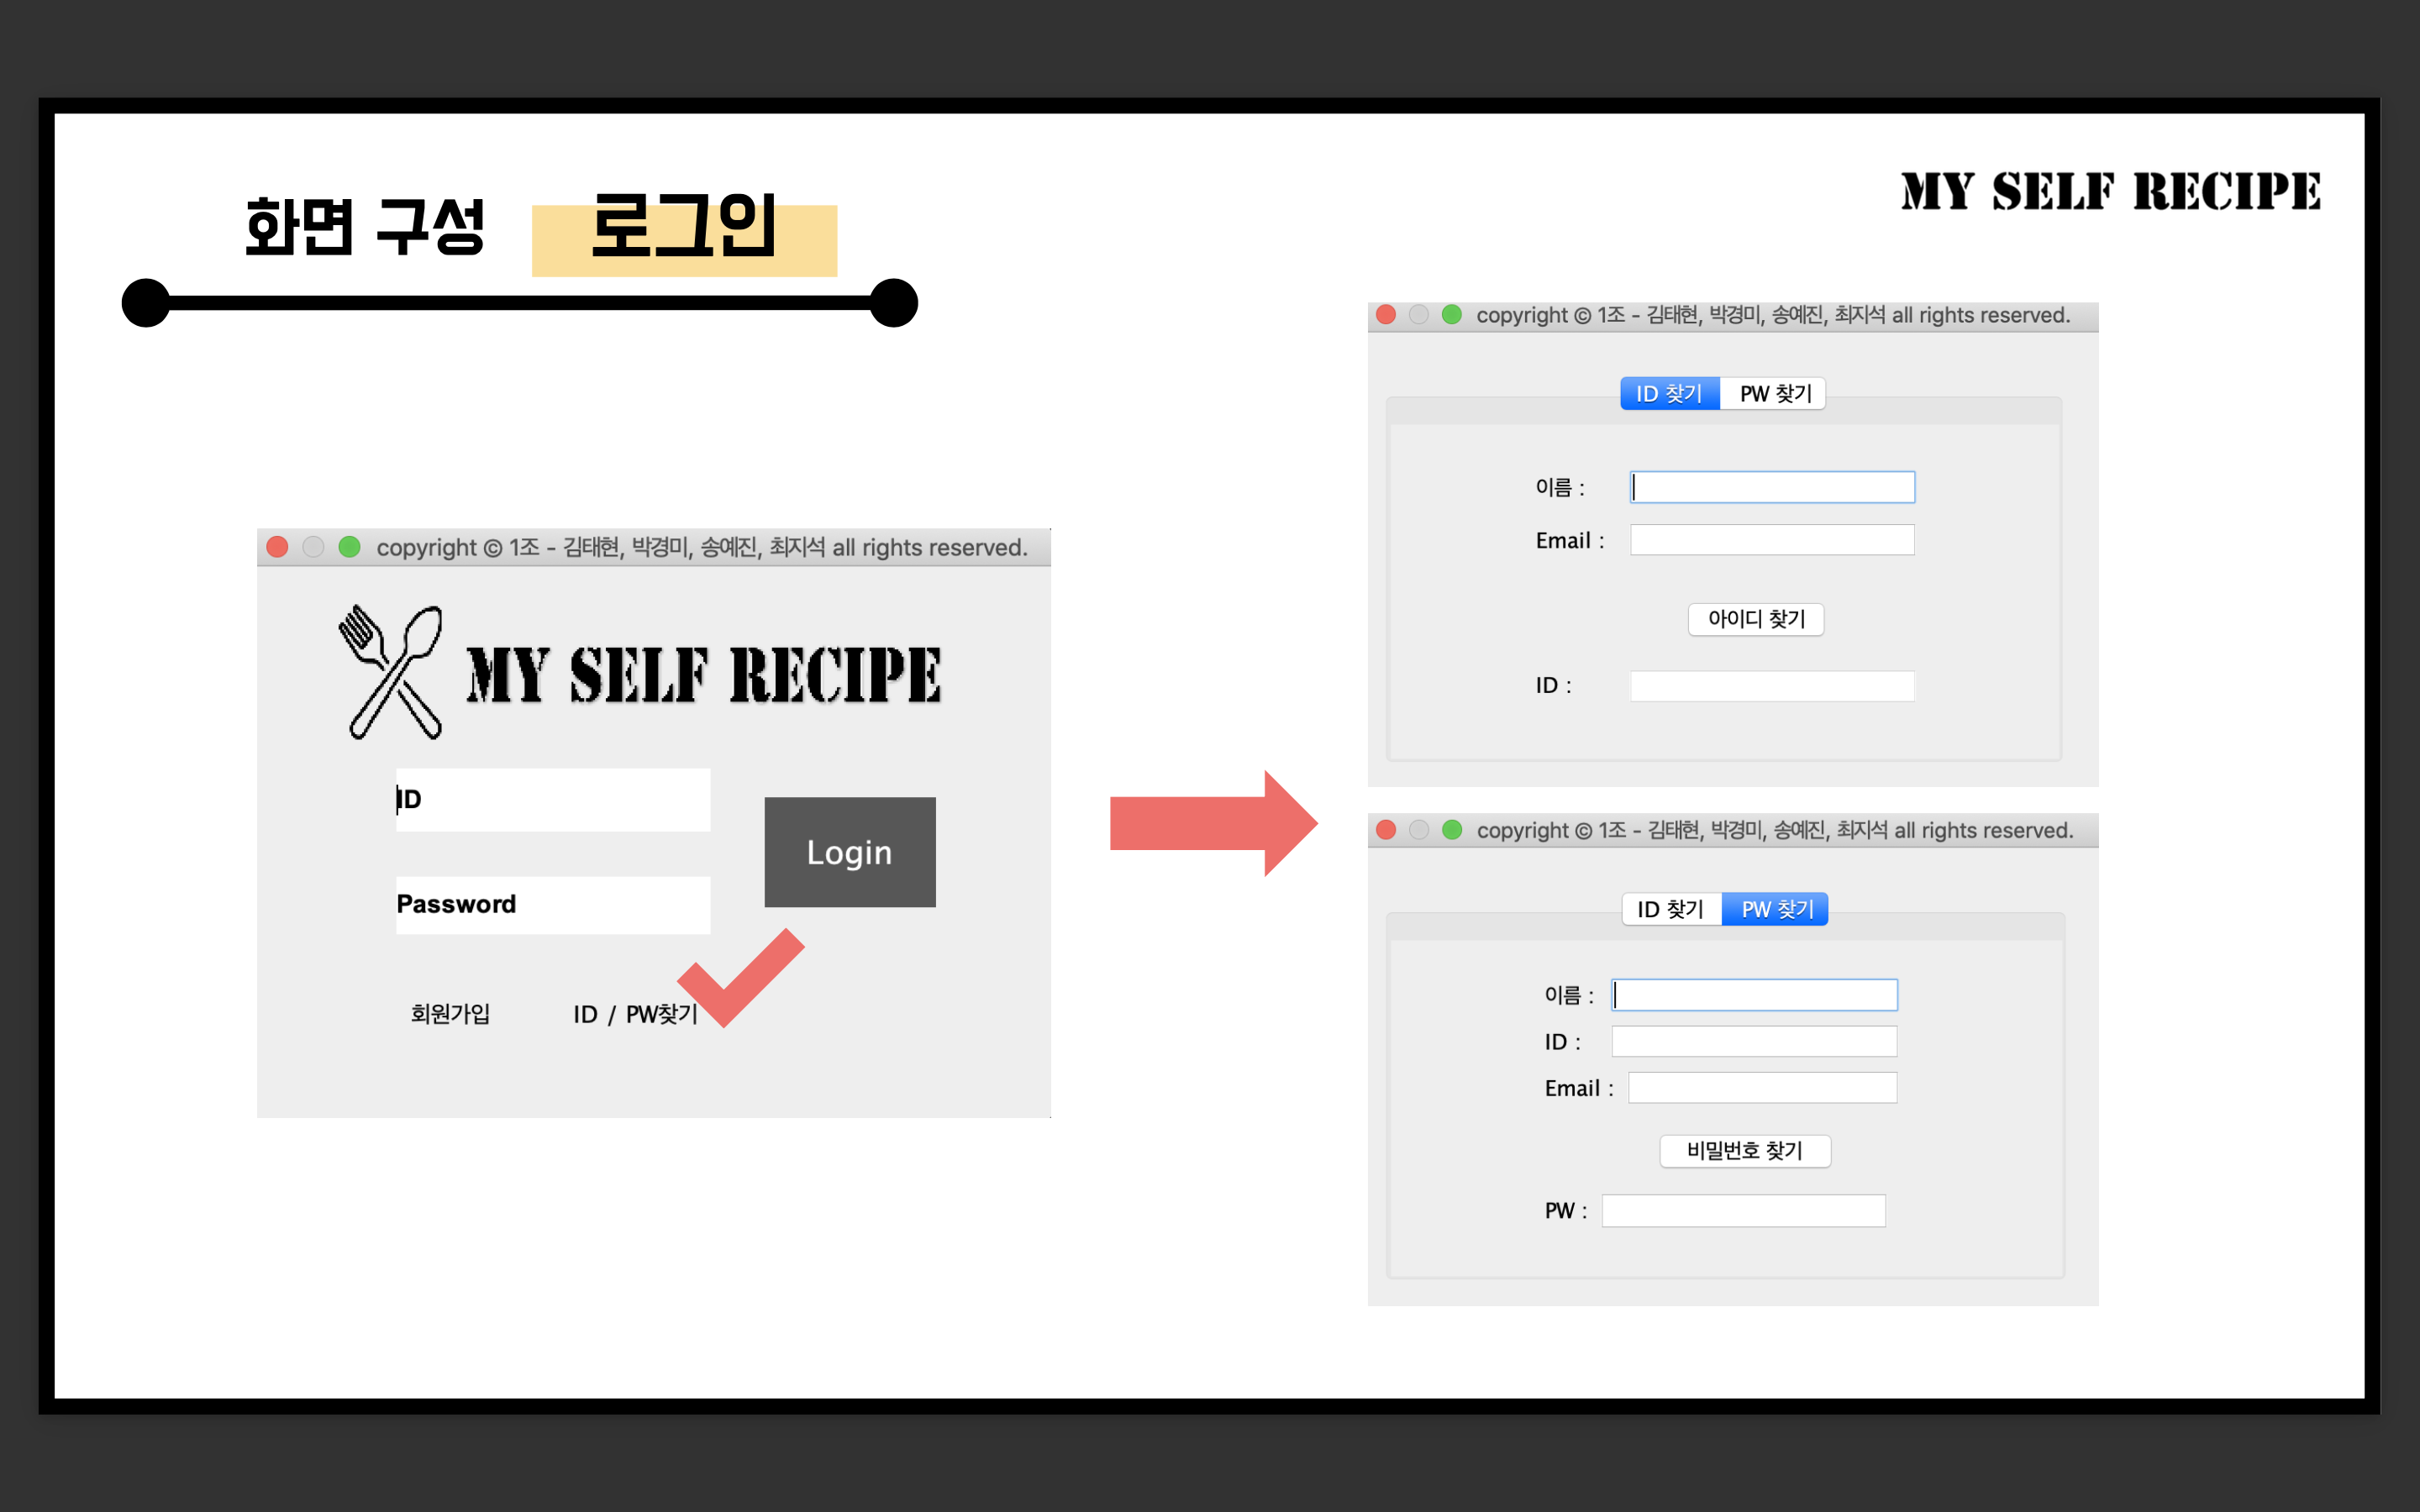 화면 구성 로그인
MY SELF RECIPE
copyright © 1조 - 김태현, 박경미, 송예진, 최지석 all rights reserved.
MY SELF RECIPE
ID
Password
Login
회원가입 ID / PW찾기
copyright © 1조 - 김태현, 박경미, 송예진, 최지석 all rights reserved.
ID 찾기 PW 찾기
이름 :
Email :
아이디 찾기
ID :
copyright © 1조 - 김태현, 박경미, 송예진, 최지석 all rights reserved.
ID 찾기 PW 찾기
이름 :
ID :
Email :
비밀번호 찾기
PW :